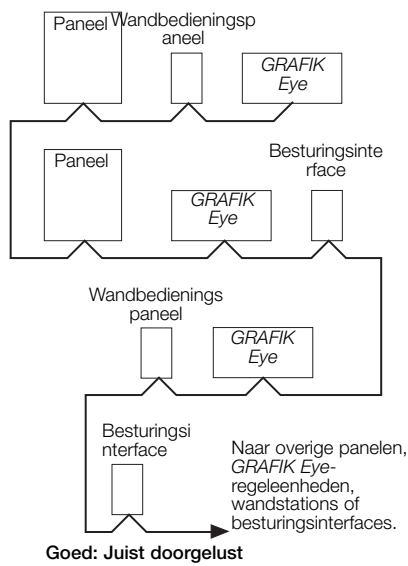 Paneel
Wandbedieningsp
aneel
GRAFIK
Eye
Paneel
GRAFIK
Eye
Besturingsinte
rface
Wandbedienings
paneel
GRAFIK
Eye
Besturingsi
nterface
Naar overige panelen,
GRAFIK Eye-
regeleenheden,
wandstations of
besturingsinterfaces.
Goed: Juist doorgelust